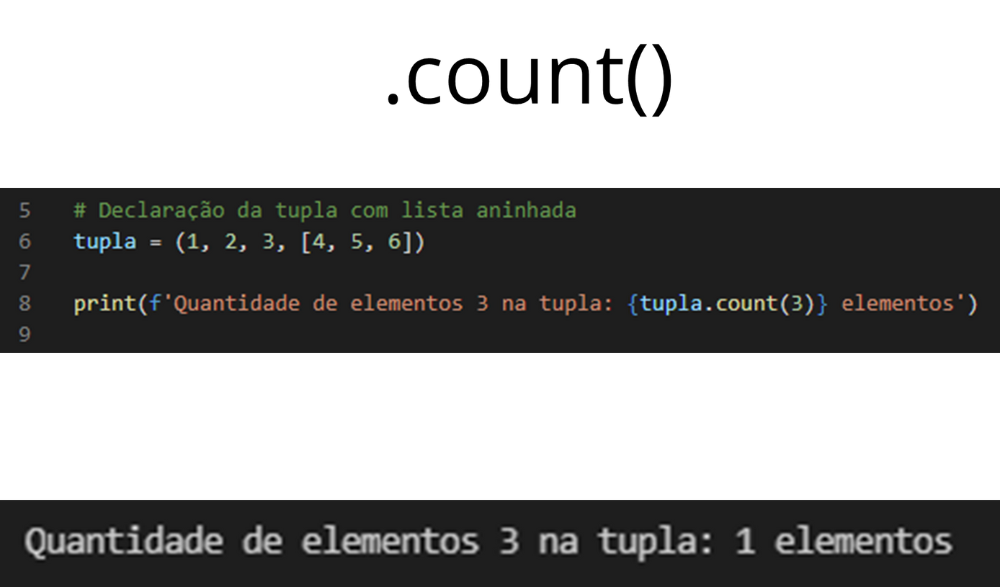 .count()
5 # Declaração da tupla com lista aninhada
6 tupla = (1, 2, 3, [4, 5, 6])
7
8 print(f'Quantidade de elementos 3 na tupla: {tupla.count(3)} elementos')
9
Quantidade de elementos 3 na tupla: 1 elementos